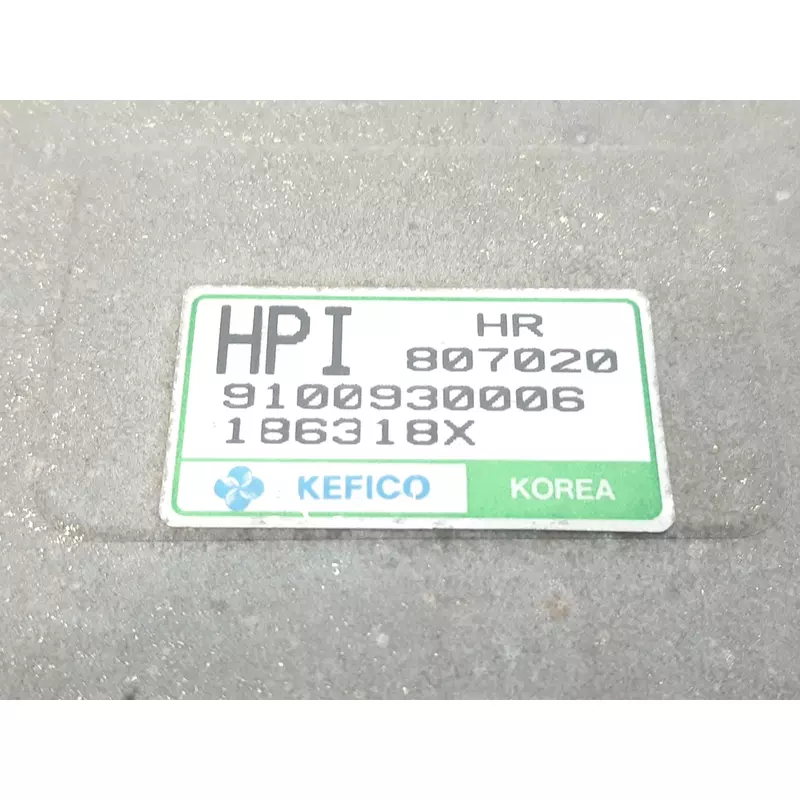 HPI HR
807020
9100930006
186318X
KEFICO KOREA